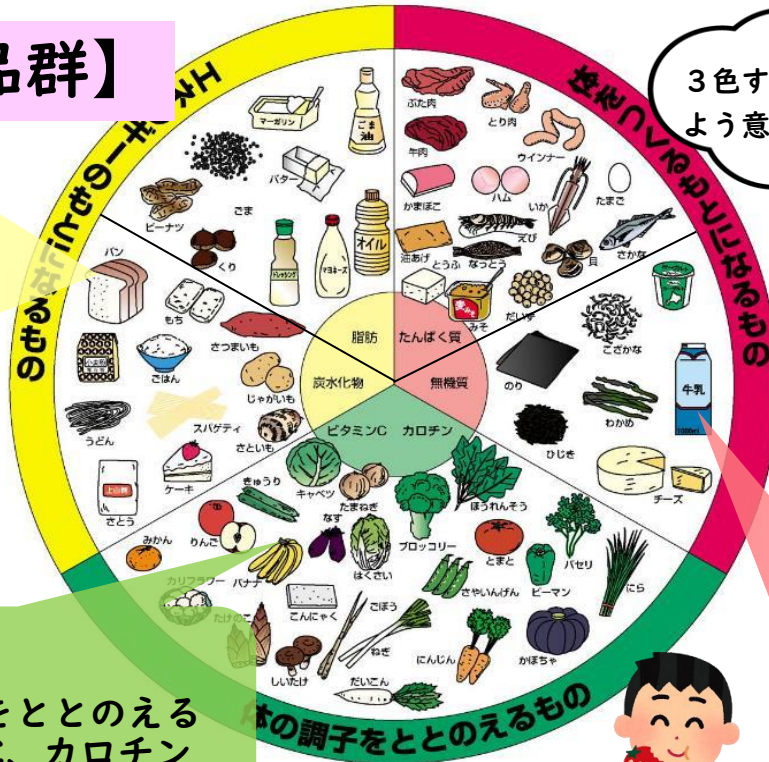 品群】
3色す
よう意
エネルギーのもとになるもの
体をつくるもとになるもの
体の調子をととのえるもの
マーガリン
ごま
油
バター
ごま
ピーナツ
くり
ドレッシング
マヨネーズ
オイル
ぶた肉
とり肉
牛肉
ウインナー
かまぼこ
ハム
いか
たまご
えび
さかな
油あげ
とうふ
なっとう
貝
みそ
だいず
パン
もち
さつまいも
ごはん
じゃがいも
うどん
スパゲティ
さといも
ケーキ
さとう
こざかな
のり
牛乳
1000ml
わかめ
ひじき
チーズ
脂肪
たんぱく質
炭水化物
無機質
ビタミンC
カロチン
きゅうり
キャベツ
たまねぎ
ほうれんそう
みかん
りんご
なす
ブロッコリー
とまと
パセリ
はくさい
カリフラワー
バナナ
さやいんげん
ピーマン
にら
たけのこ
こんにゃく
ごぼう
ねぎ
にんじん
かぼちゃ
しいたけ
だいこん
をととのえる
、カロチン